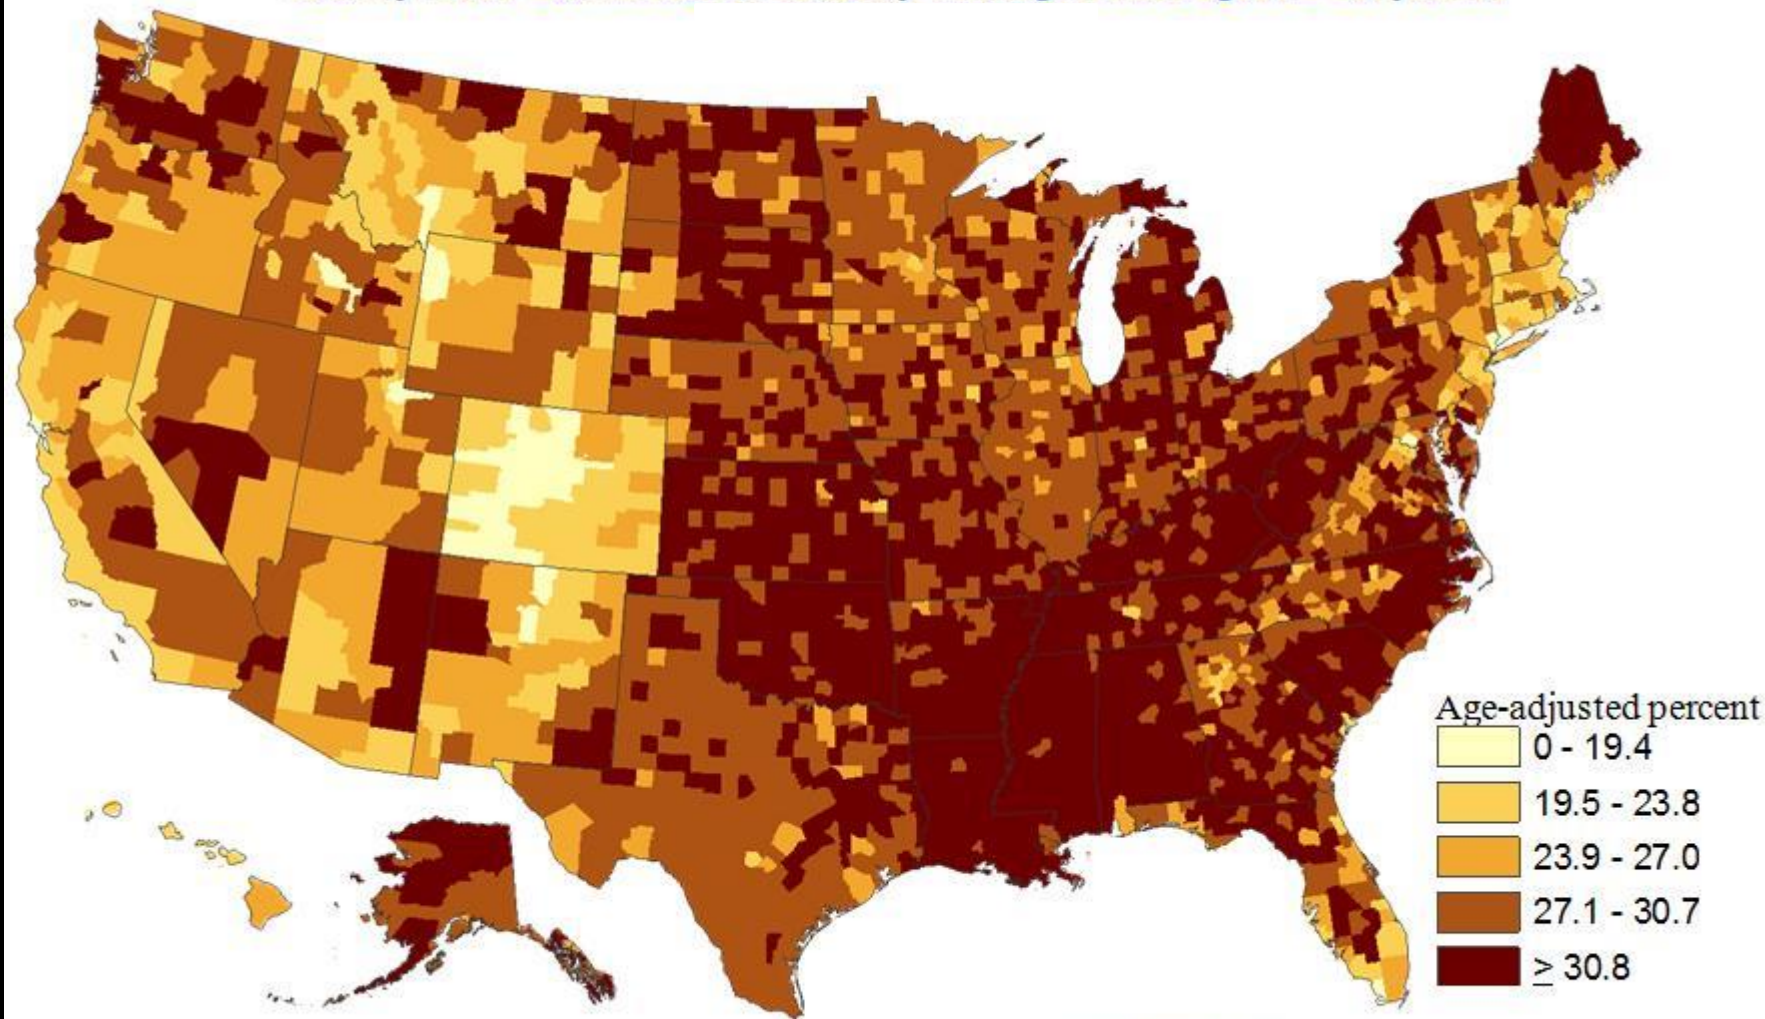 Age-adjusted percent
0 - 19.4
19.5 - 23.8
23.9 - 27.0
27.1 - 30.7
≥ 30.8